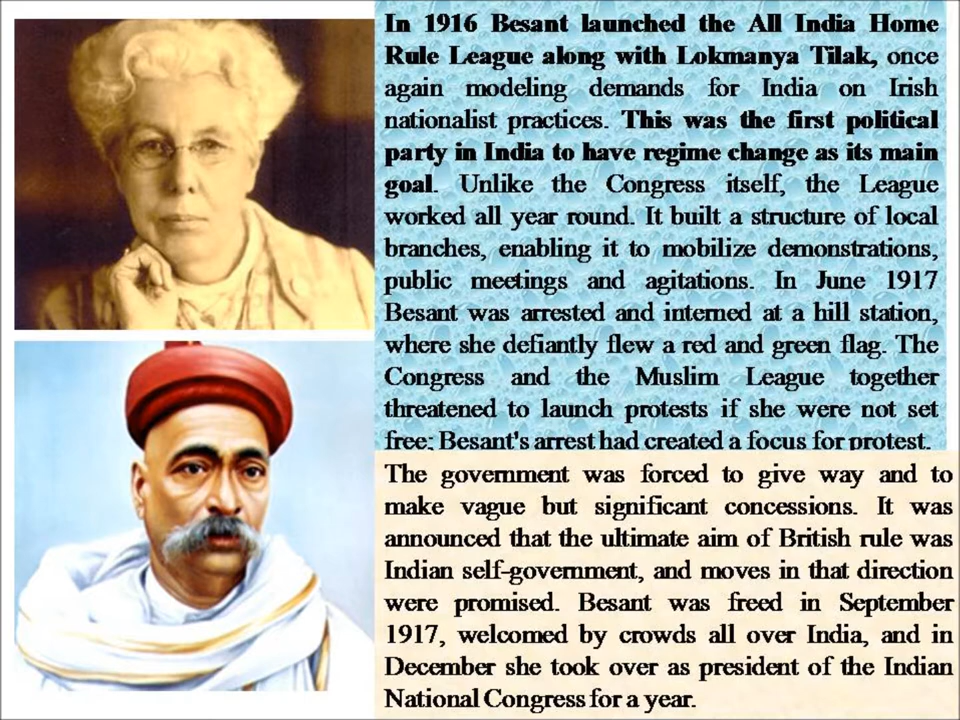 In 1916 Besant launched the All India Home
Rule League along with Lokmanya Tilak, once
again modeling demands for India on Irish
nationalist practices. This was the first political
party in India to have regime change as its main
goal. Unlike the Congress itself, the League
worked all year round. It built a structure of local
branches, enabling it to mobilize demonstrations,
public meetings and agitations. In June 1917
Besant was arrested and interned at a hill station,
where she defiantly flew a red and green flag. The
Congress and the Muslim League together
threatened to launch protests if she were not set
free; Besant's arrest had created a focus for protest.
The government was forced to give way and to
make vague but significant concessions. It was
announced that the ultimate aim of British rule was
Indian self-government, and moves in that direction
were promised. Besant was freed in September
1917, welcomed by crowds all over India, and in
December she took over as president of the Indian
National Congress for a year.